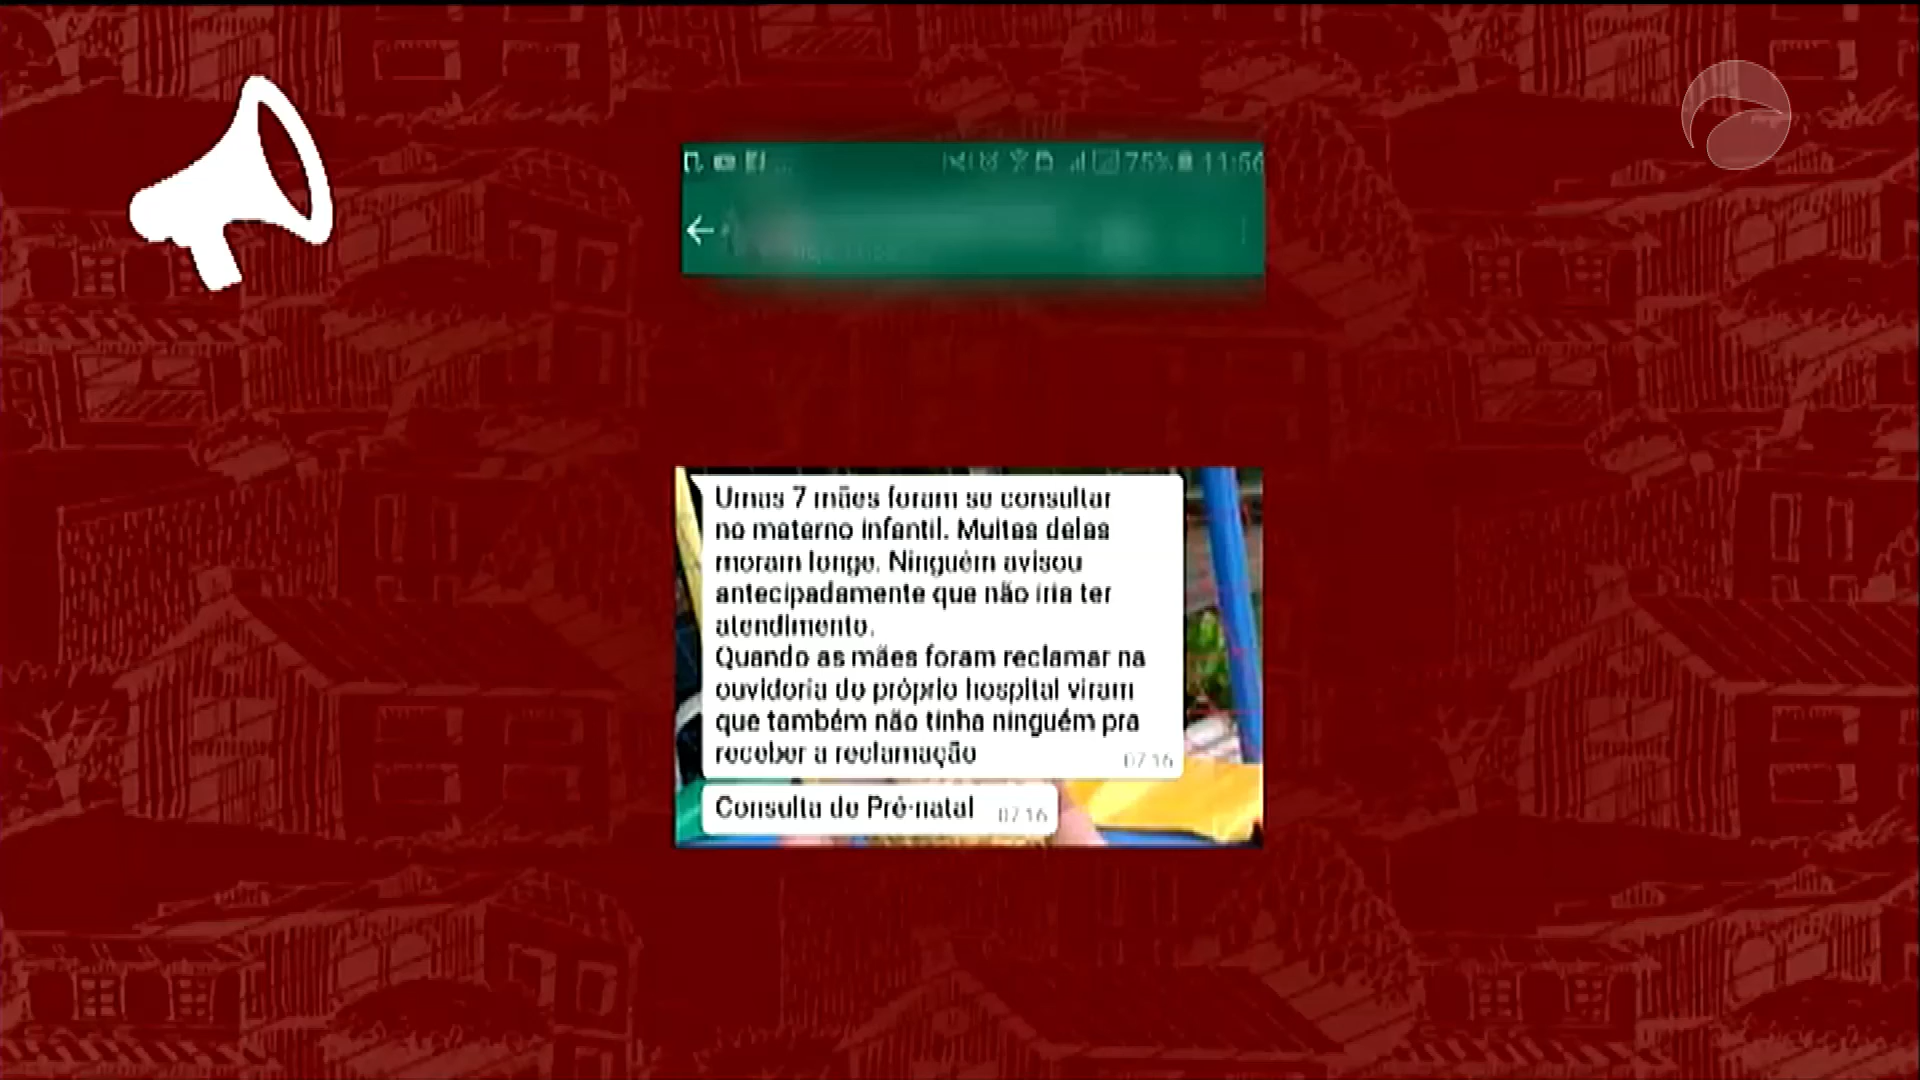 75% 11:56
Umas 7 mães foram se consultar
no materno infantil. Muitas delas
moram longe. Ninguém avisou
antecipadamente que não iria ter
atendimento.
Quando as mães foram reclamar na
ouvidoria do próprio hospital viram
que também não tinha ninguém pra
receber a reclamação
07:16
Consulta de Pré-natal 07:16